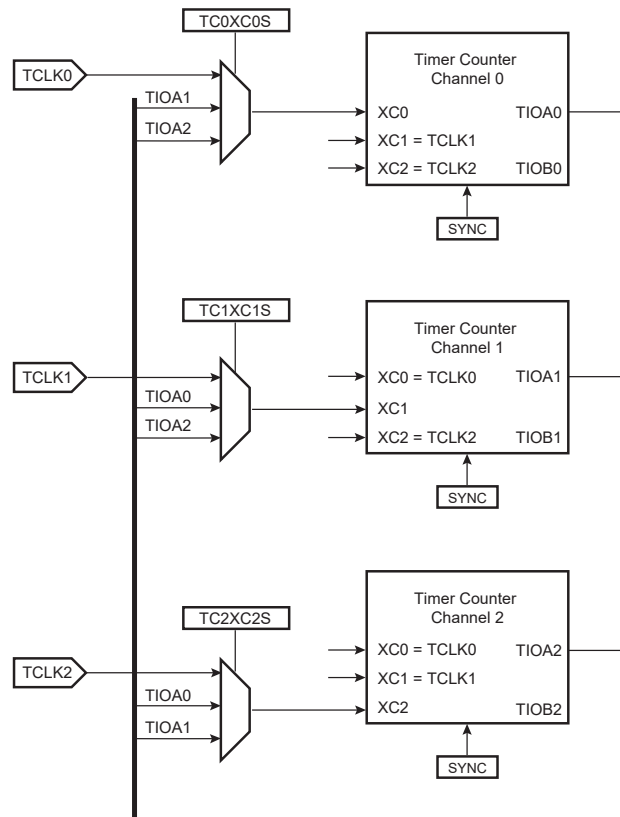 TC0XC0S
TCLK0
TIOA1
TIOA2
Timer Counter
Channel 0
XC0 TIOA0
XC1 = TCLK1
XC2 = TCLK2 TIOB0
SYNC
TC1XC1S
TCLK1
TIOA0
TIOA2
Timer Counter
Channel 1
XC0 = TCLK0 TIOA1
XC1
XC2 = TCLK2 TIOB1
SYNC
TC2XC2S
TCLK2
TIOA0
TIOA1
Timer Counter
Channel 2
XC0 = TCLK0 TIOA2
XC1 = TCLK1
XC2 TIOB2
SYNC